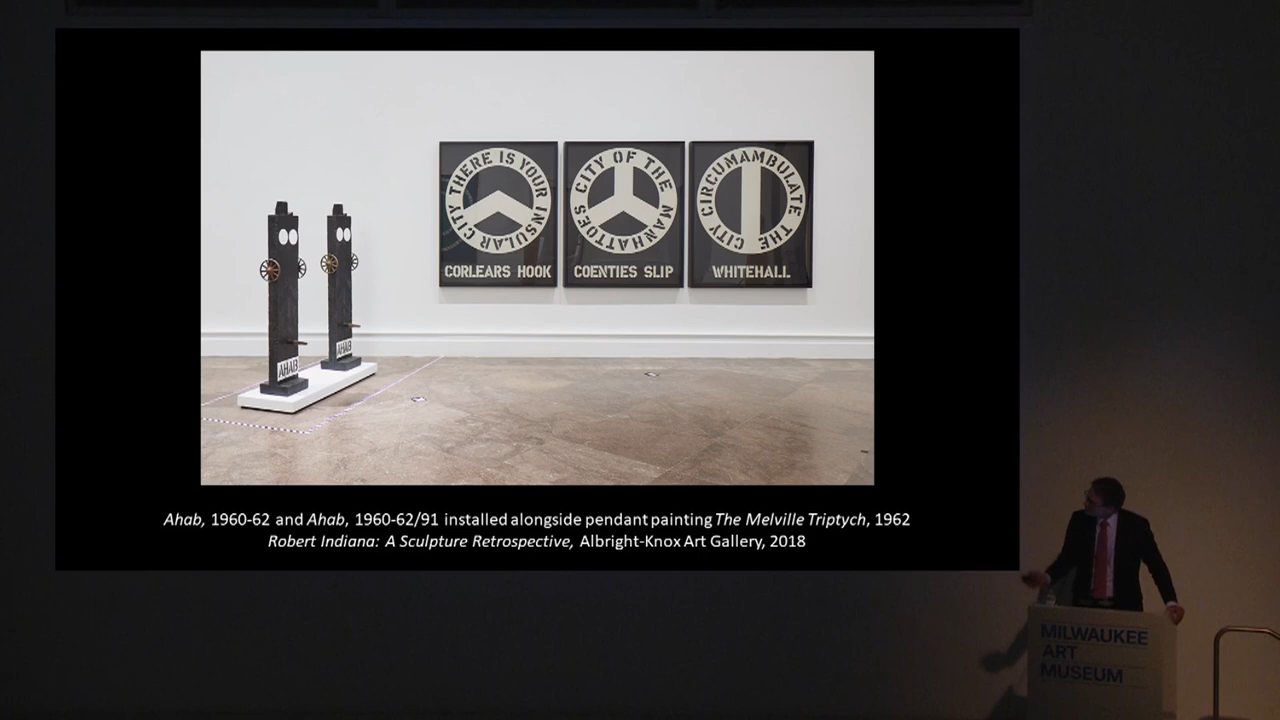 THERE IS YOUR INSULAR CITY
CORLEARS HOOK
CITY OF THE MANHATTOES
COENTIES SLIP
CIRCUMAMBULATE THE CITY
WHITEHALL
AHAB
AHAB
Ahab, 1960-62 and Ahab, 1960-62/91 installed alongside pendant painting The Melville Triptych, 1962
Robert Indiana: A Sculpture Retrospective, Albright-Knox Art Gallery, 2018
MILWAUKEE
ART
MUSEUM